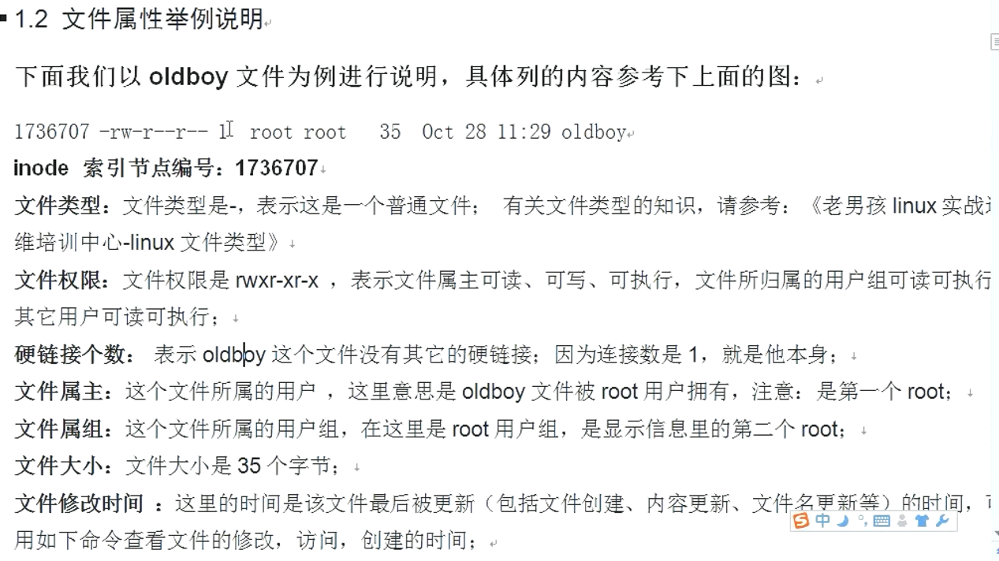 1.2 文件属性举例说明
下面我们以 oldboy 文件为例进行说明，具体列的内容参考下上面的图：
1736707 -rw-r--r-- 1 root root 35 Oct 28 11:29 oldboy
inode 索引节点编号：1736707
文件类型：文件类型是-，表示这是一个普通文件； 有关文件类型的知识，请参考：《老男孩 linux 实战
维培训中心-linux 文件类型》
文件权限：文件权限是 rwxr-xr-x ，表示文件属主可读、可写、可执行，文件所归属的用户组可读可执行
其它用户可读可执行；
硬链接个数： 表示 oldboy 这个文件没有其它的硬链接；因为连接数是 1，就是他本身；
文件属主：这个文件所属的用户 ，这里意思是 oldboy 文件被 root 用户拥有，注意：是第一个 root；
文件属组：这个文件所属的用户组，在这里是 root 用户组，是显示信息里的第二个 root；
文件大小：文件大小是 35 个字节；
文件修改时间 ：这里的时间是该文件最后被更新（包括文件创建、内容更新、文件名更新等）的时间，
用如下命令查看文件的修改，访问，创建的时间；
中